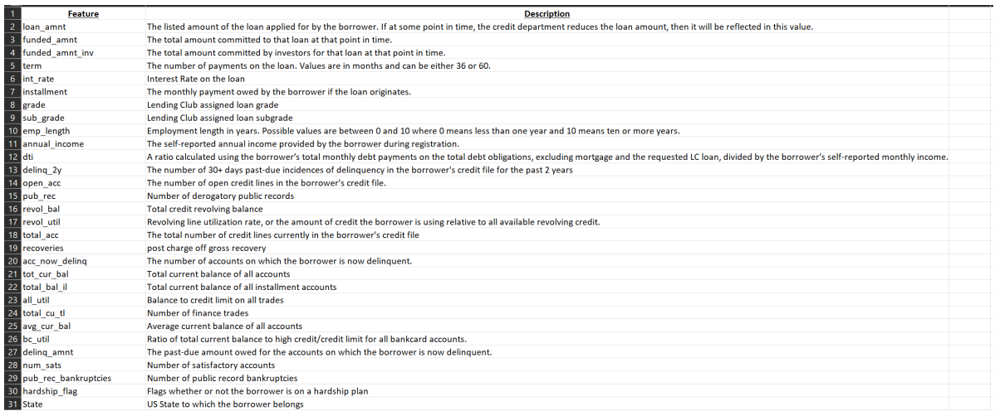 1 Feature Description
2 loan_amnt The listed amount of the loan applied for by the borrower. If at some point in time, the credit department reduces the loan amount, then it will be reflected in this value.
3 funded_amnt The total amount committed to that loan at that point in time.
4 funded_amnt_inv The total amount committed by investors for that loan at that point in time.
5 term The number of payments on the loan. Values are in months and can be either 36 or 60.
6 int_rate Interest Rate on the loan
7 installment The monthly payment owed by the borrower if the loan originates.
8 grade Lending Club assigned loan grade
9 sub_grade Lending Club assigned loan subgrade
10 emp_length Employment length in years. Possible values are between 0 and 10 where 0 means less than one year and 10 means ten or more years.
11 annual_income The self-reported annual income provided by the borrower during registration.
12 dti A ratio calculated using the borrower's total monthly debt payments on the total debt obligations, excluding mortgage and the requested LC loan, divided by the borrower's self-reported monthly income.
13 delinq_2y The number of 30+ days past-due incidences of delinquency in the borrower's credit file for the past 2 years
14 open_acc The number of open credit lines in the borrower's credit file.
15 pub_rec Number of derogatory public records
16 revol_bal Total credit revolving balance
17 revol_util Revolving line utilization rate, or the amount of credit the borrower is using relative to all available revolving credit.
18 total_acc The total number of credit lines currently in the borrower's credit file
19 recoveries post charge off gross recovery
20 acc_now_delinq The number of accounts on which the borrower is now delinquent.
21 tot_cur_bal Total current balance of all accounts
22 total_bal_il Total current balance of all installment accounts
23 all_util Balance to credit limit on all trades
24 total_cu_tl Number of finance trades
25 avg_cur_bal Average current balance of all accounts
26 bc_util Ratio of total current balance to high credit/credit limit for all bankcard accounts.
27 delinq_amnt The past-due amount owed for the accounts on which the borrower is now delinquent.
28 num_sats Number of satisfactory accounts
29 pub_rec_bankruptcies Number of public record bankruptcies
30 hardship_flag Flags whether or not the borrower is on a hardship plan
31 State US State to which the borrower belongs